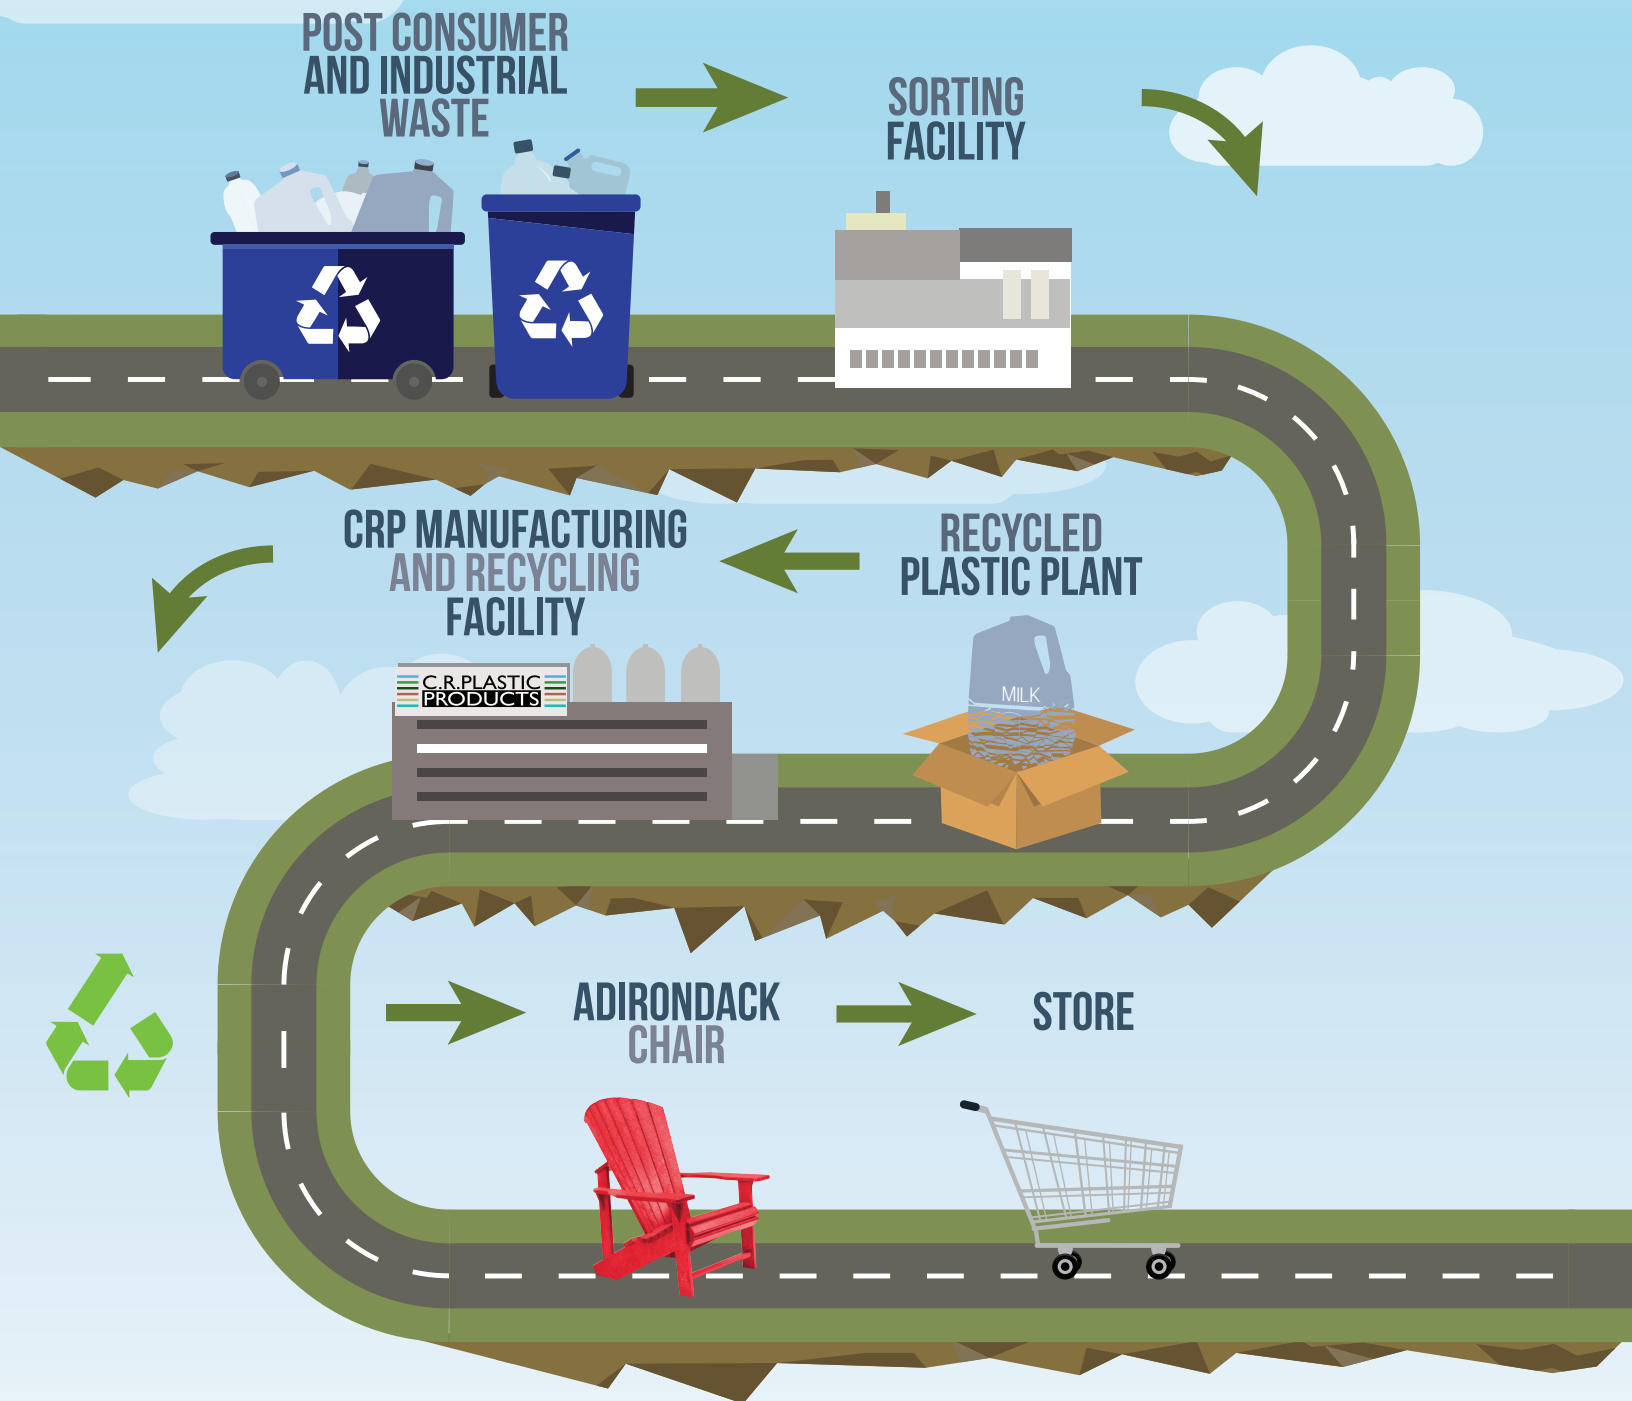 POST CONSUMER
AND INDUSTRIAL
WASTE
SORTING
FACILITY
CRP MANUFACTURING
AND RECYCLING
FACILITY
RECYCLED
PLASTIC PLANT
C.R.PLASTIC
PRODUCTS
MILK
ADIRONDACK
CHAIR
STORE